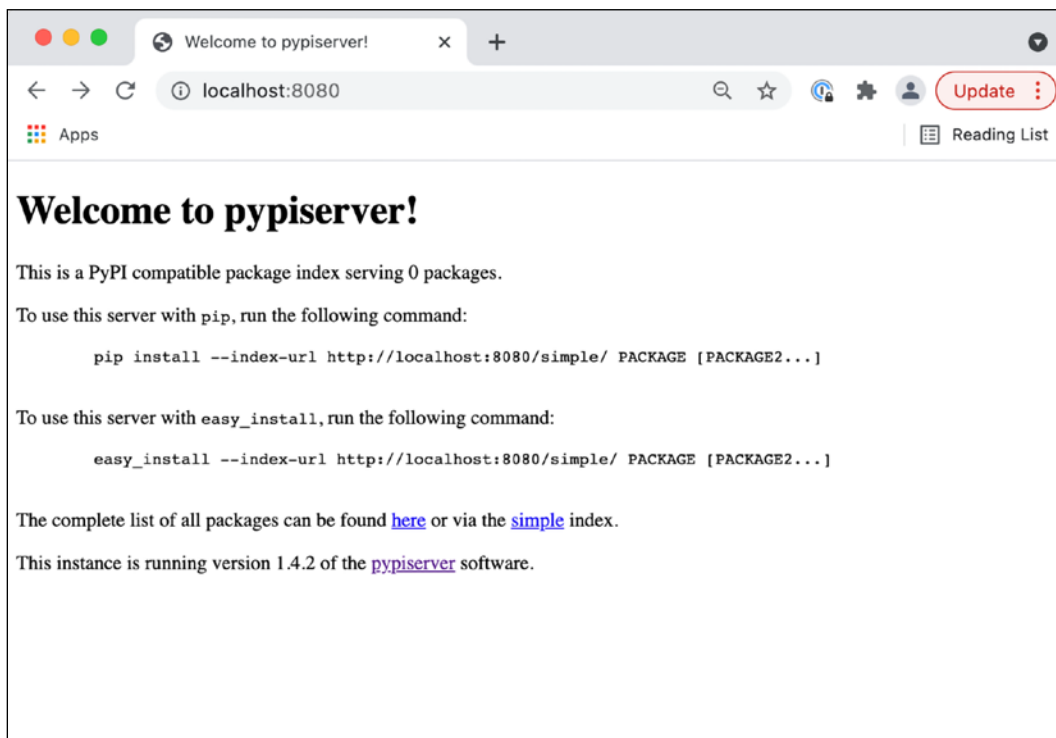 Welcome to pypiserver!
localhost:8080
Update
Apps
Reading List
Welcome to pypiserver!
This is a PyPI compatible package index serving 0 packages.
To use this server with pip, run the following command:
pip install --index-url http://localhost:8080/simple/ PACKAGE [PACKAGE2...]
To use this server with easy_install, run the following command:
easy_install --index-url http://localhost:8080/simple/ PACKAGE [PACKAGE2...]
The complete list of all packages can be found here or via the simple index.
This instance is running version 1.4.2 of the pypiserver software.